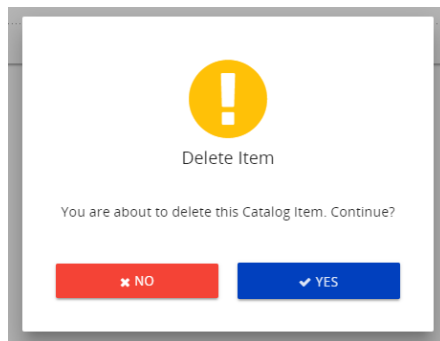 Delete Item
You are about to delete this Catalog Item. Continue?
✖ NO
✔ YES